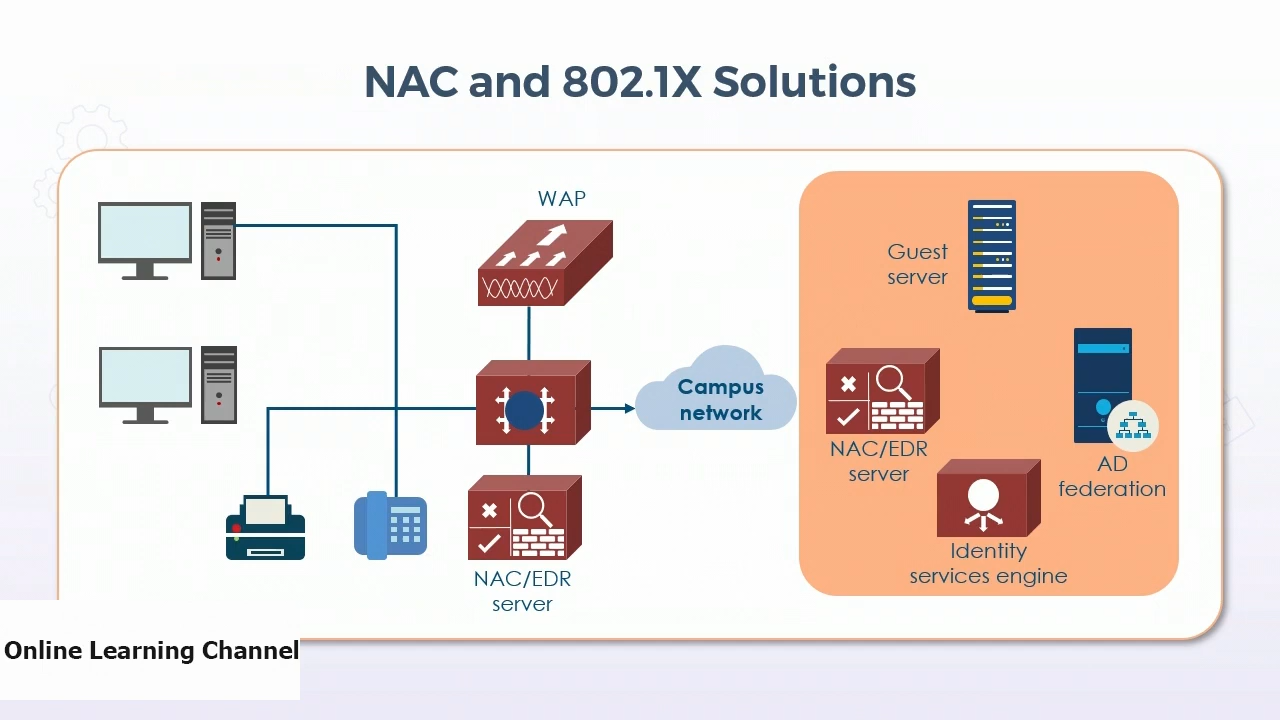 NAC and 802.1X Solutions
WAP
Guest
server
Campus
network
NAC/EDR
server
AD
federation
Identity
services engine
NAC/EDR
server
Online Learning Channel